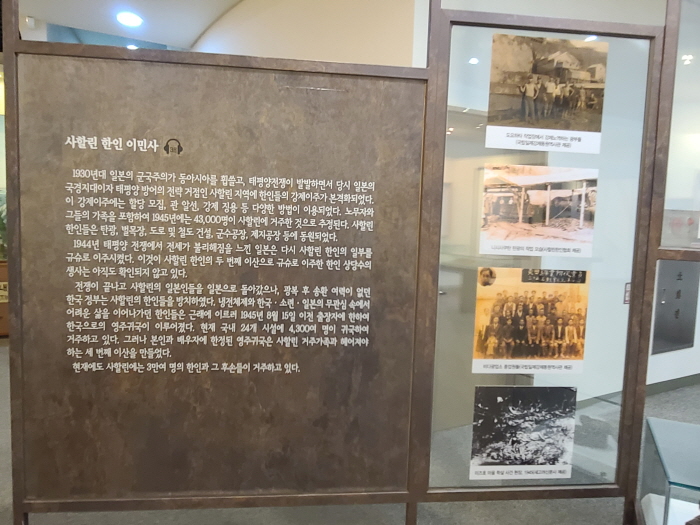 사할린 한인 이민사
1930년대 일본의 군국주의가 동아시아를 휩쓸고, 태평양전쟁이 발발하면서 당시 일본의
국경지대이자 태평양 방어의 전략 거점인 사할린 지역에 한인들의 강제이주가 본격화되었다.
이 강제이주에는 할당 모집, 관 알선, 강제 징용 등 다양한 방법이 이용되었다. 노무자와
그들의 가족을 포함하여 1945년에는 43,000명이 사할린에 거주한 것으로 추정된다. 사할린
한인들은 탄광, 벌목장, 도로 및 철도 건설, 군수공장, 제지공장 등에 동원되었다.
1944년 태평양 전쟁에서 전세가 불리해짐을 느낀 일본은 다시 사할린 한인의 일부를
규슈로 이주시켰다. 이것이 사할린 한인의 두 번째 이산으로 규슈로 이주한 한인 상당수의
생사는 아직도 확인되지 않고 있다.
전쟁이 끝나고 사할린의 일본인들은 일본으로 돌아갔으나, 광복 후 송환 여력이 없던
한국 정부는 사할린의 한인들을 방치하였다. 냉전체제와 한국·소련·일본의 무관심 속에서
어려운 삶을 이어나가던 한인들은 근래에 이르러 1945년 8월 15일 이전 출생자에 한하여
한국으로의 영주귀국이 이루어졌다. 현재 국내 24개 시설에 4,300여 명이 귀국하여
거주하고 있다. 그러나 본인과 배우자에 한정된 영주귀국은 사할린 거주가족과 헤어져야
하는 세 번째 이산을 만들었다.
현재에도 사할린에는 3만여 명의 한인과 그 후손들이 거주하고 있다.